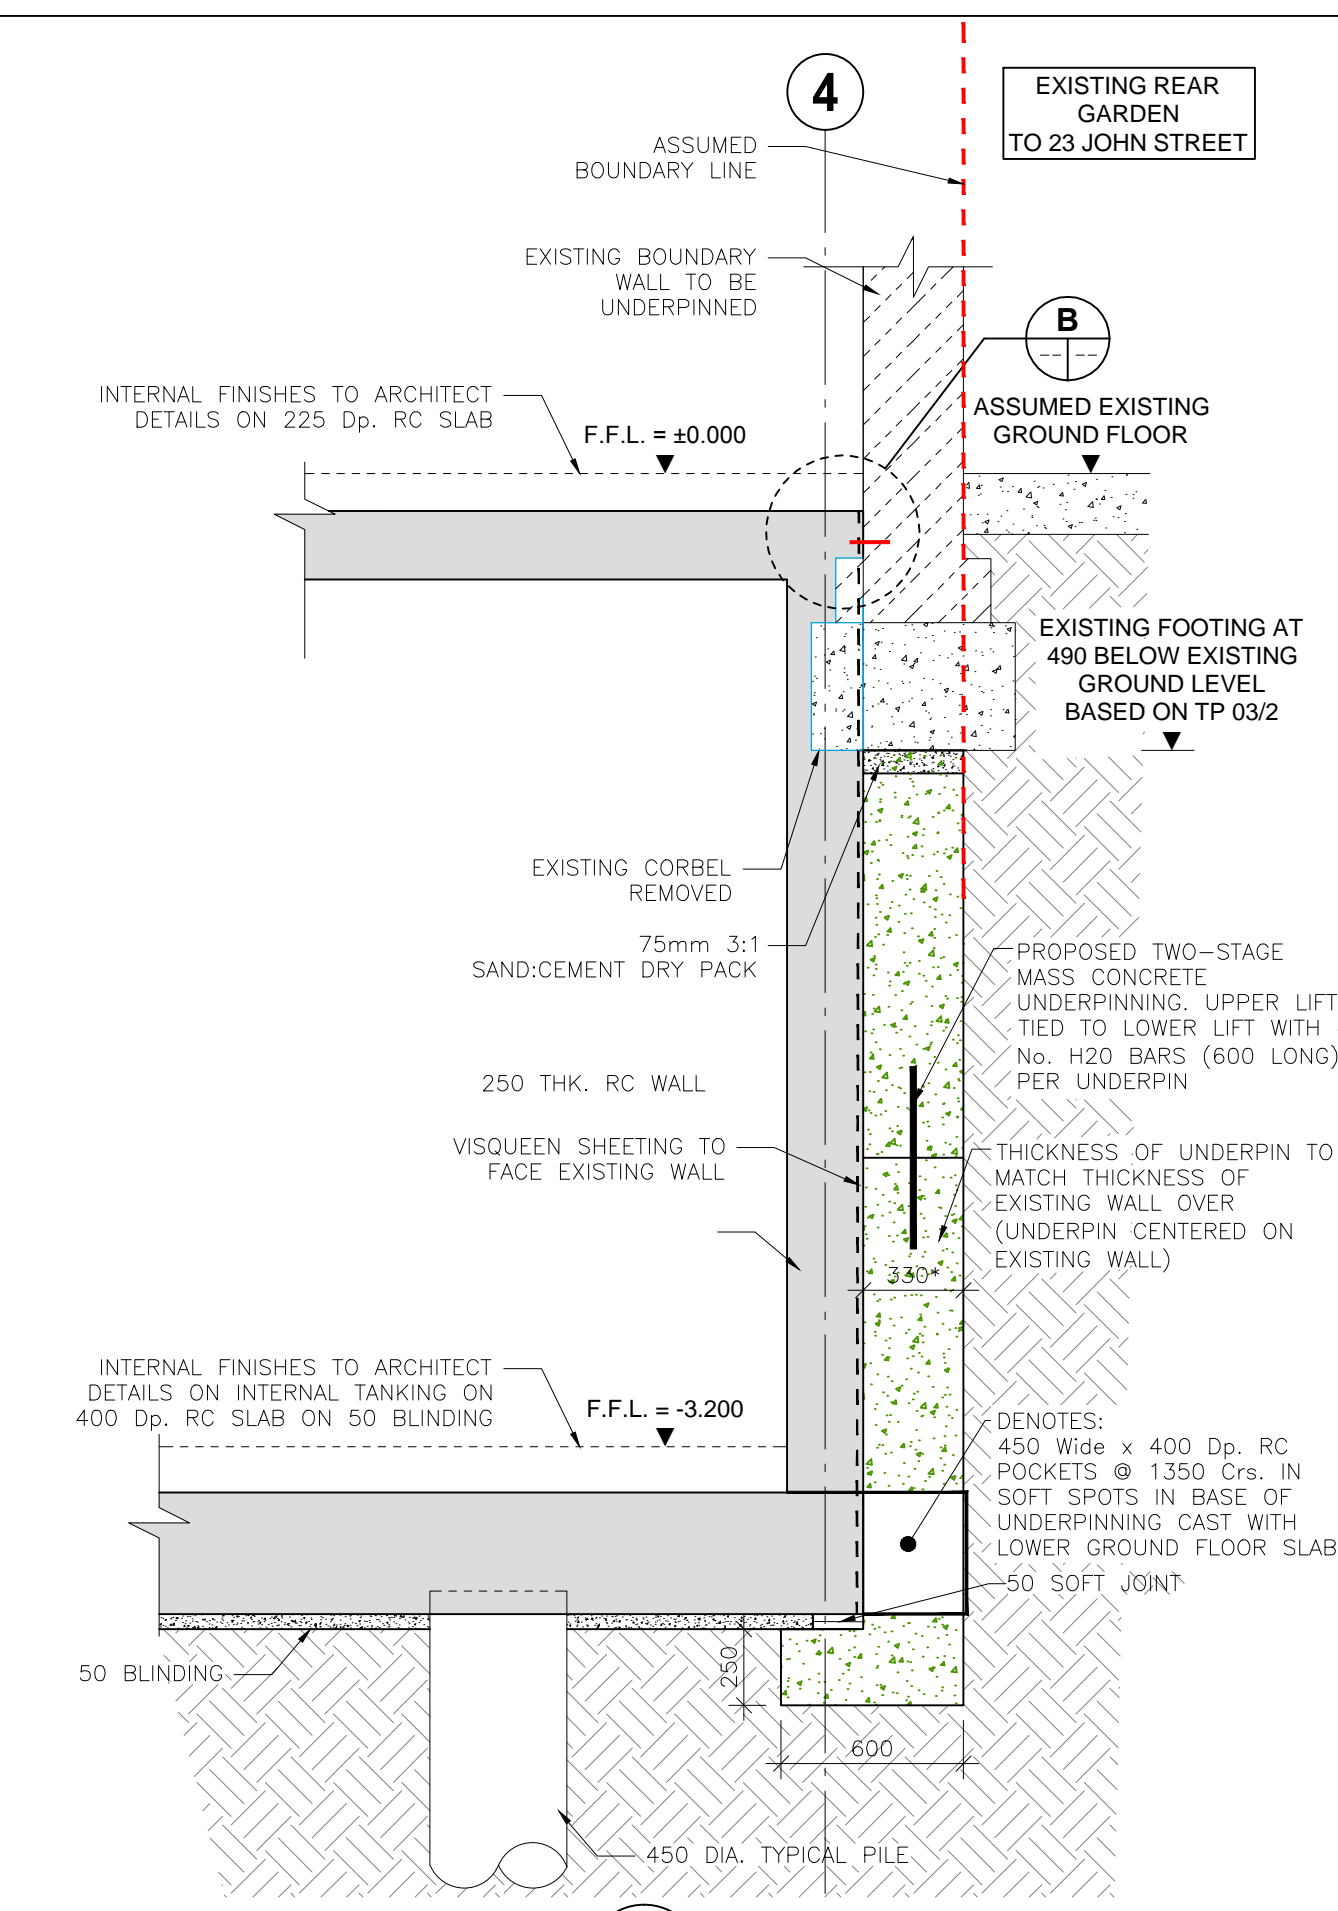 4
EXISTING REAR
GARDEN
TO 23 JOHN STREET
ASSUMED
BOUNDARY LINE
EXISTING BOUNDARY
WALL TO BE
UNDERPINNED
B
INTERNAL FINISHES TO ARCHITECT
DETAILS ON 225 Dp. RC SLAB
F.F.L. = ±0.000
ASSUMED EXISTING
GROUND FLOOR
EXISTING FOOTING AT
490 BELOW EXISTING
GROUND LEVEL
BASED ON TP 03/2
EXISTING CORBEL
REMOVED
75mm 3:1
SAND:CEMENT DRY PACK
PROPOSED TWO-STAGE
MASS CONCRETE
UNDERPINNING. UPPER LIFT
TIED TO LOWER LIFT WITH
No. H20 BARS (600 LONG)
PER UNDERPIN
250 THK. RC WALL
VISQUEEN SHEETING TO
FACE EXISTING WALL
THICKNESS OF UNDERPIN TO
MATCH THICKNESS OF
EXISTING WALL OVER
(UNDERPIN CENTERED ON
EXISTING WALL)
330*
INTERNAL FINISHES TO ARCHITECT
DETAILS ON INTERNAL TANKING ON
400 Dp. RC SLAB ON 50 BLINDING
F.F.L. = -3.200
DENOTES:
450 Wide x 400 Dp. RC
POCKETS @ 1350 Crs. IN
SOFT SPOTS IN BASE OF
UNDERPINNING CAST WITH
LOWER GROUND FLOOR SLAB
50 SOFT JOINT
50 BLINDING
250
600
450 DIA. TYPICAL PILE